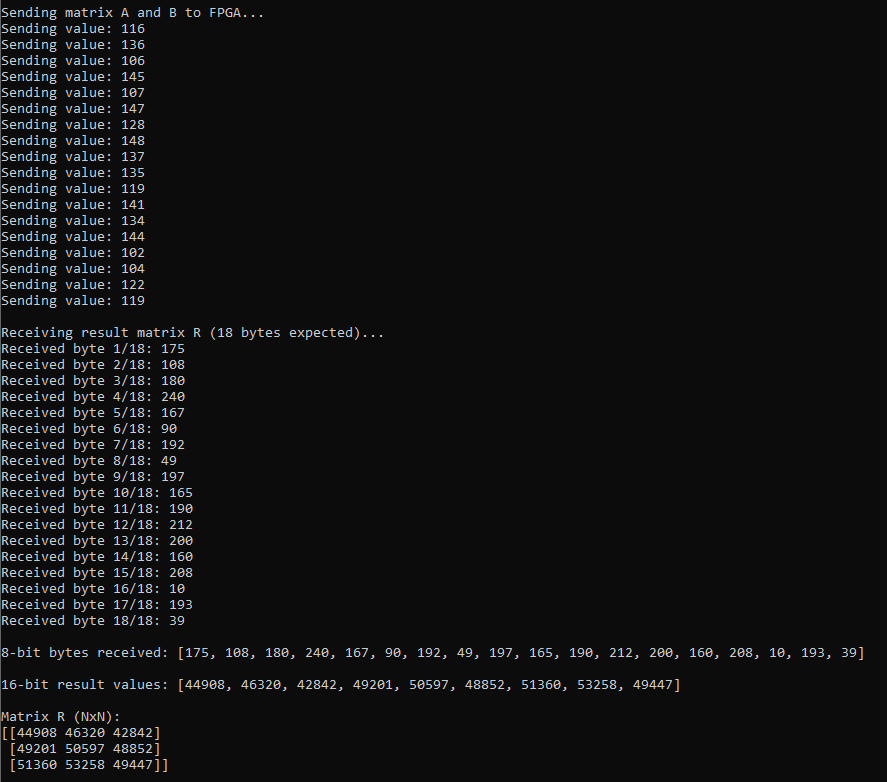 Sending matrix A and B to FPGA...
Sending value: 116
Sending value: 136
Sending value: 106
Sending value: 145
Sending value: 107
Sending value: 147
Sending value: 128
Sending value: 148
Sending value: 137
Sending value: 135
Sending value: 119
Sending value: 141
Sending value: 134
Sending value: 144
Sending value: 102
Sending value: 104
Sending value: 122
Sending value: 119
Receiving result matrix R (18 bytes expected)...
Received byte 1/18: 175
Received byte 2/18: 108
Received byte 3/18: 180
Received byte 4/18: 240
Received byte 5/18: 167
Received byte 6/18: 90
Received byte 7/18: 192
Received byte 8/18: 49
Received byte 9/18: 197
Received byte 10/18: 165
Received byte 11/18: 190
Received byte 12/18: 212
Received byte 13/18: 200
Received byte 14/18: 160
Received byte 15/18: 208
Received byte 16/18: 10
Received byte 17/18: 193
Received byte 18/18: 39
8-bit bytes received: [175, 108, 180, 240, 167, 90, 192, 49, 197, 165, 190, 212, 200, 160, 208, 10, 193, 39]
16-bit result values: [44908, 46320, 42842, 49201, 50597, 48852, 51360, 53258, 49447]
Matrix R (NxN):
[[44908 46320 42842]
[49201 50597 48852]
[51360 53258 49447]]